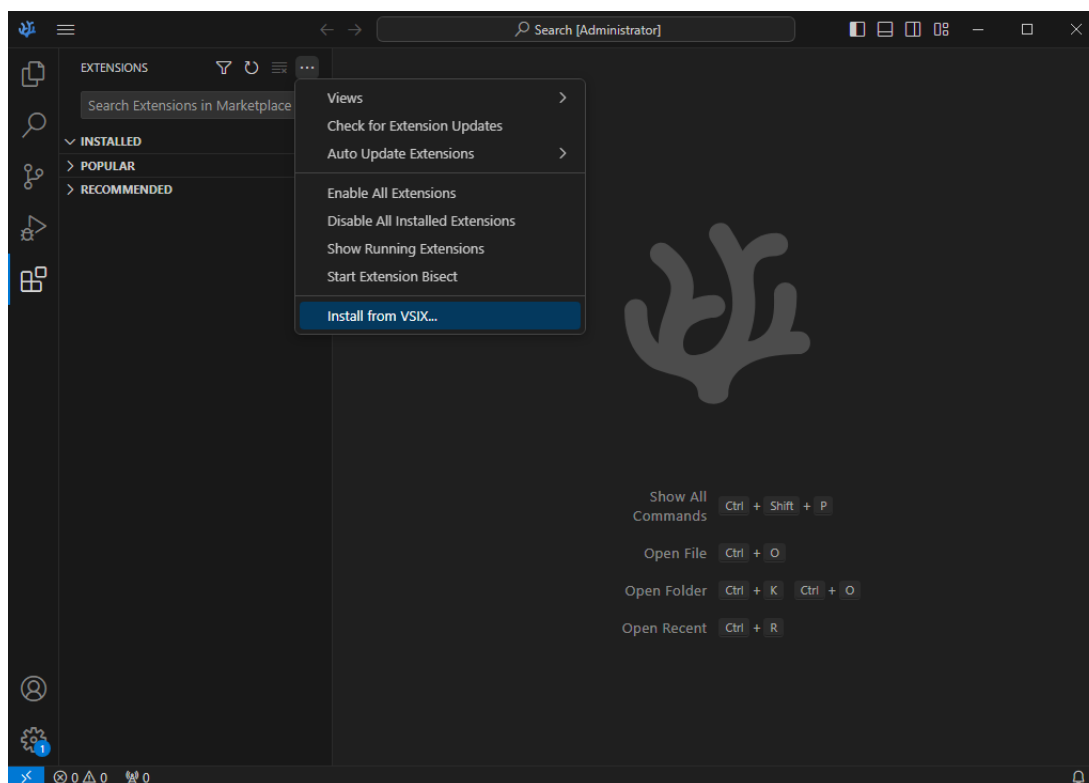 Search [Administrator]
EXTENSIONS
Search Extensions in Marketplace
INSTALLED
POPULAR
RECOMMENDED
Views
Check for Extension Updates
Auto Update Extensions
Enable All Extensions
Disable All Installed Extensions
Show Running Extensions
Start Extension Bisect
Install from VSIX...
Show All
Commands Ctrl + Shift + P
Open File Ctrl + O
Open Folder Ctrl + K Ctrl + O
Open Recent Ctrl + R
1
0 0 0